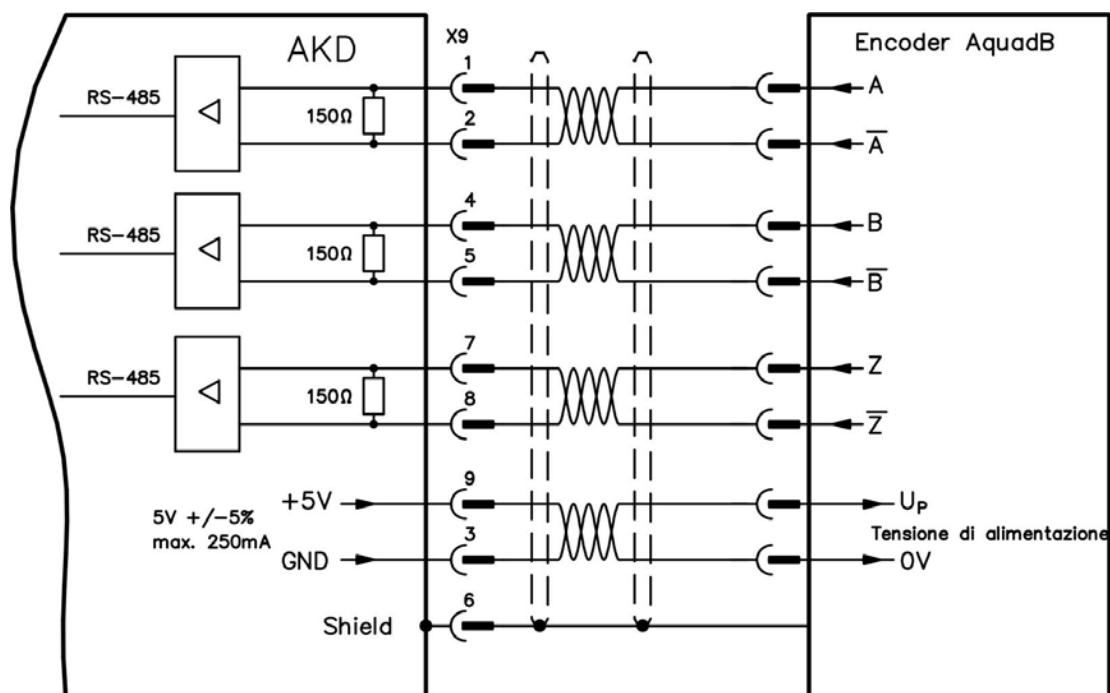 AKD
X9
Encoder AquadB
1
RS-485
150Ω
A
2
A̅
4
RS-485
150Ω
B
5
B̅
7
RS-485
150Ω
Z
8
Z̅
9
+5V
U_P
5V +/-5%
max. 250mA
Tensione di alimentazione
3
GND
0V
6
Shield